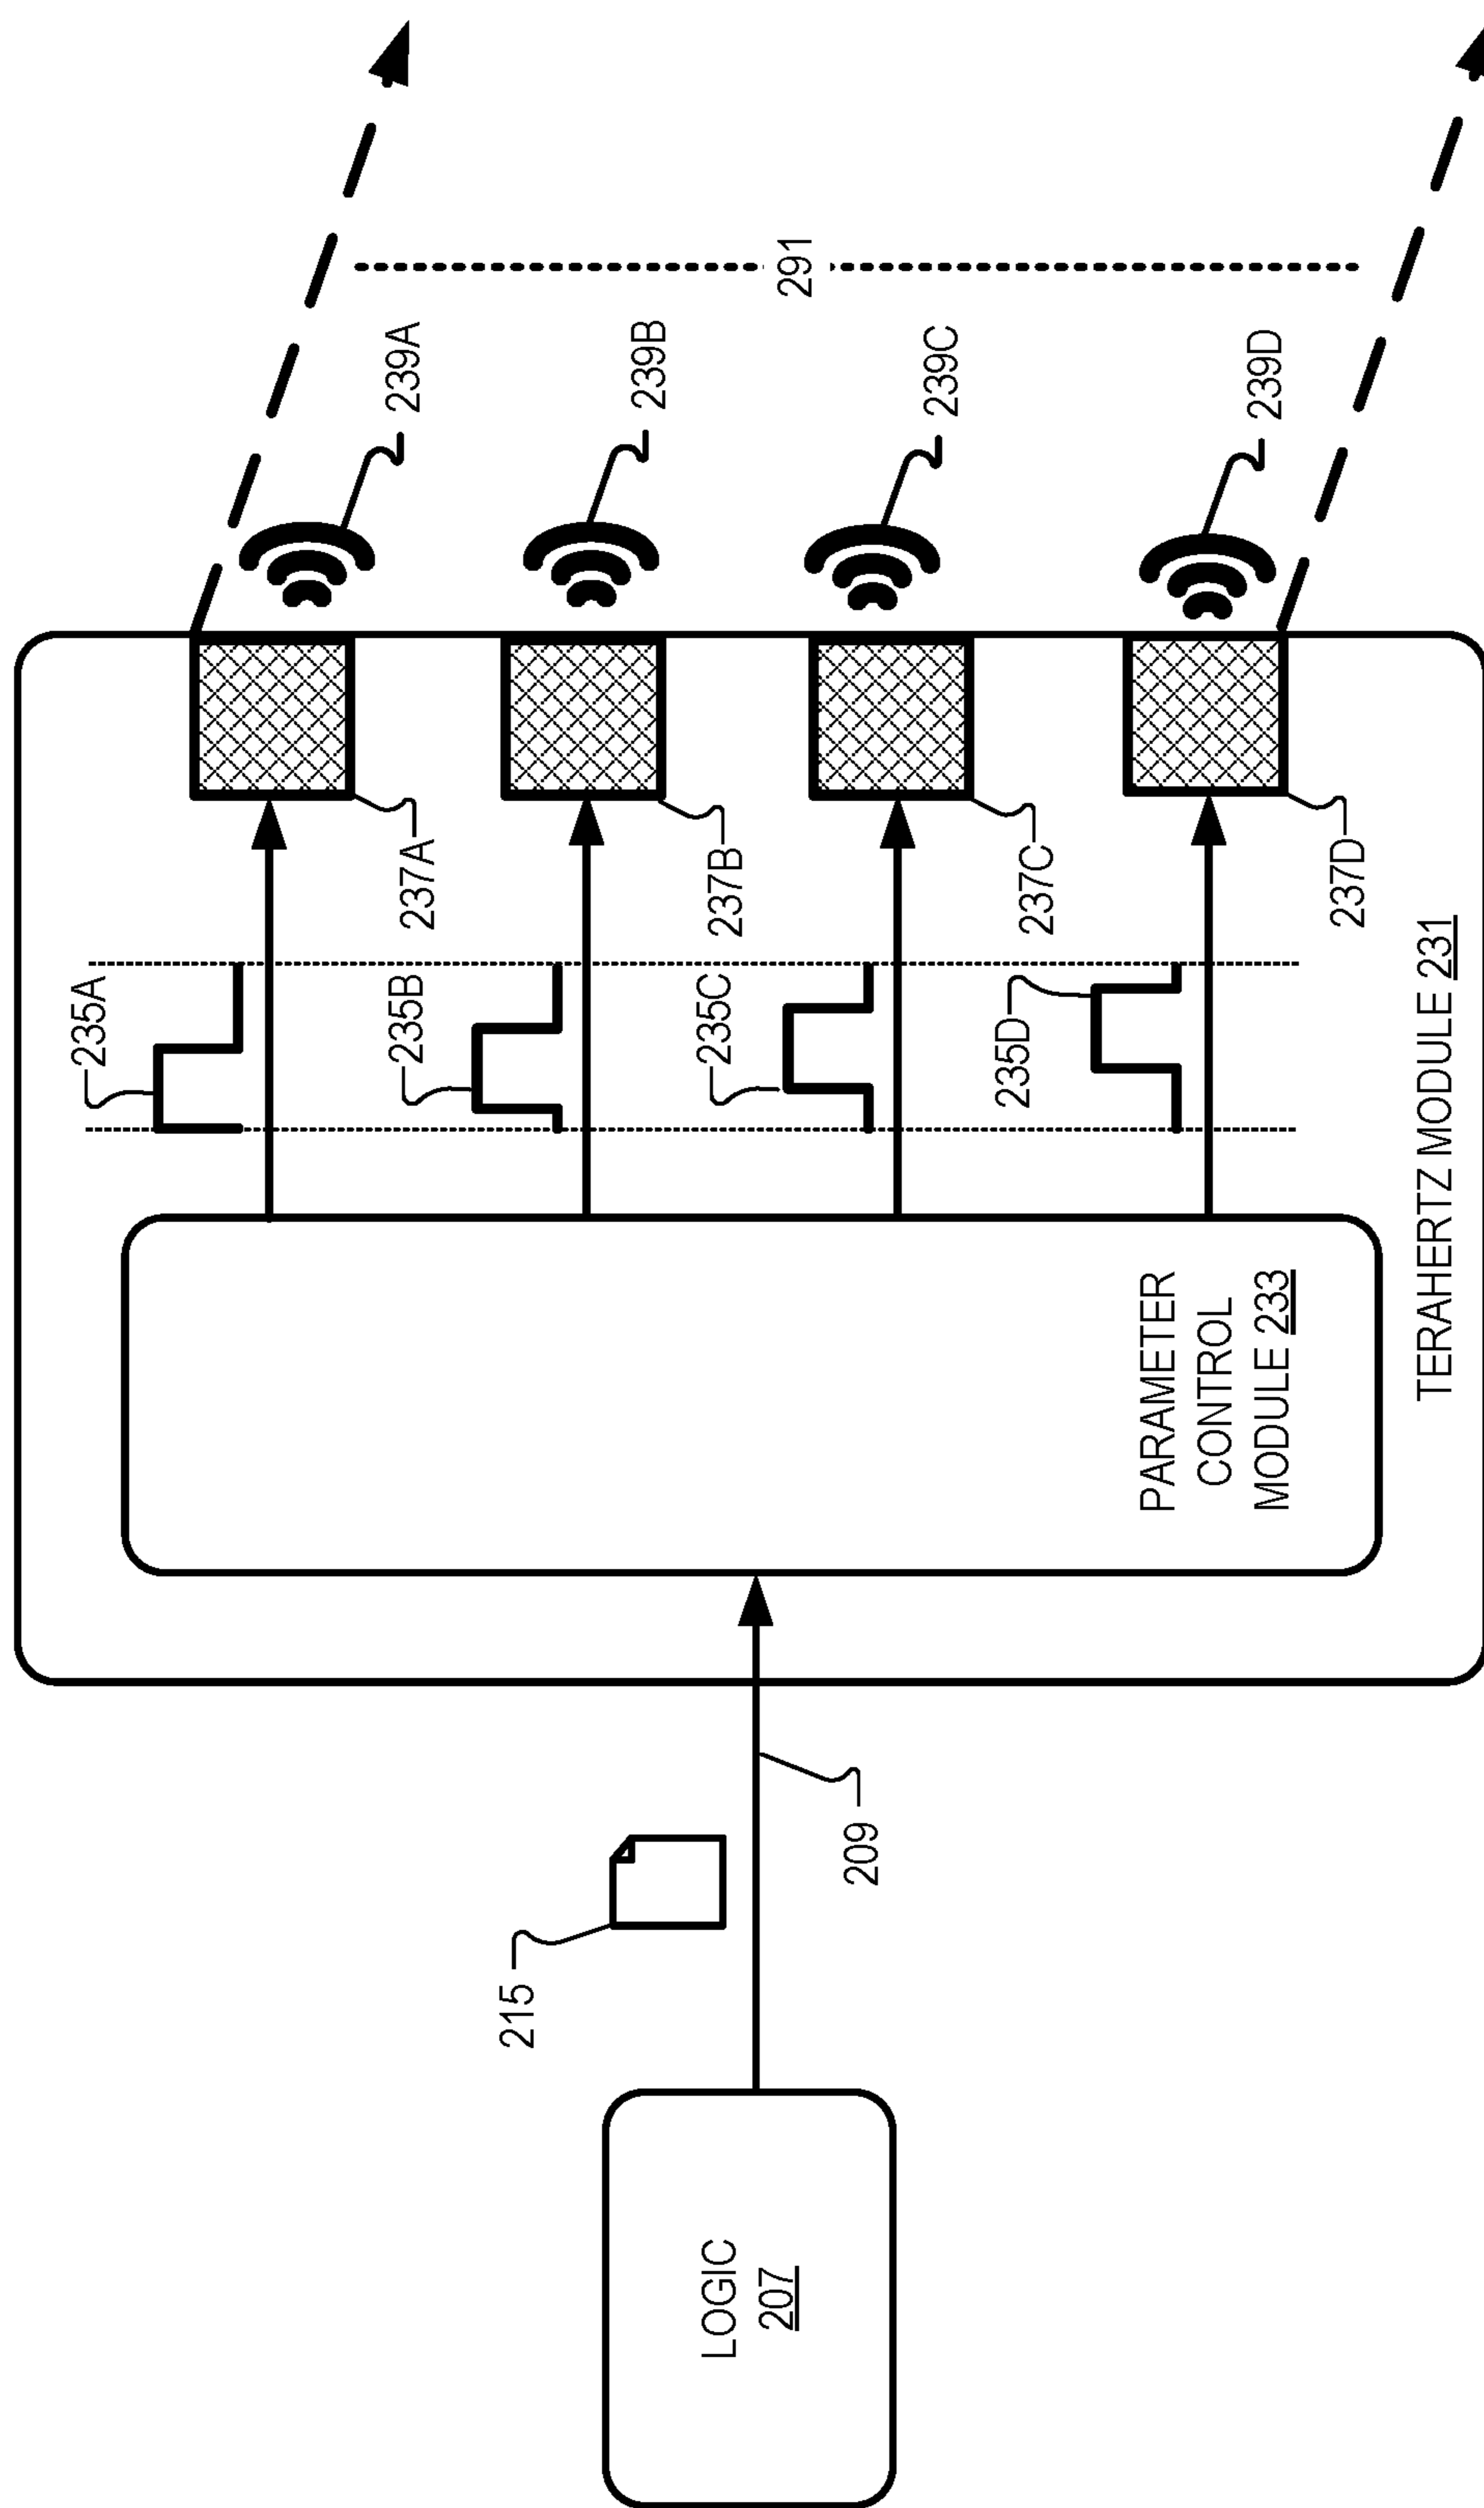 LOGIC
207
215
209
PARAMETER
CONTROL
MODULE 233
TERAHERTZ MODULE 231
235A
235B
235C
235D
237A
237B
237C
237D
239A
239B
239C
239D
291